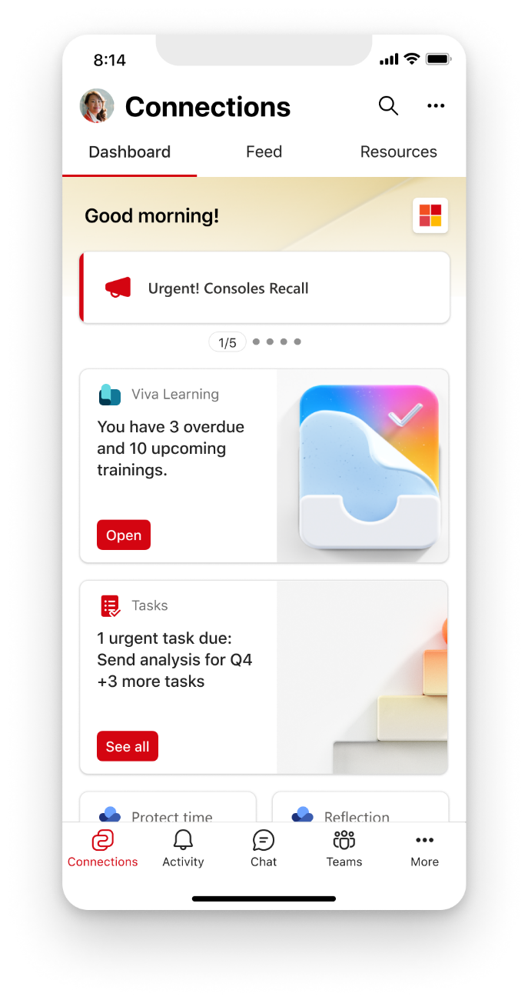 8:14
Connections
Dashboard Feed Resources
Good morning!
Urgent! Consoles Recall
1/5
Viva Learning
You have 3 overdue
and 10 upcoming
trainings.
Open
Tasks
1 urgent task due:
Send analysis for Q4
+3 more tasks
See all
Protect time Reflection
Connections Activity Chat Teams More